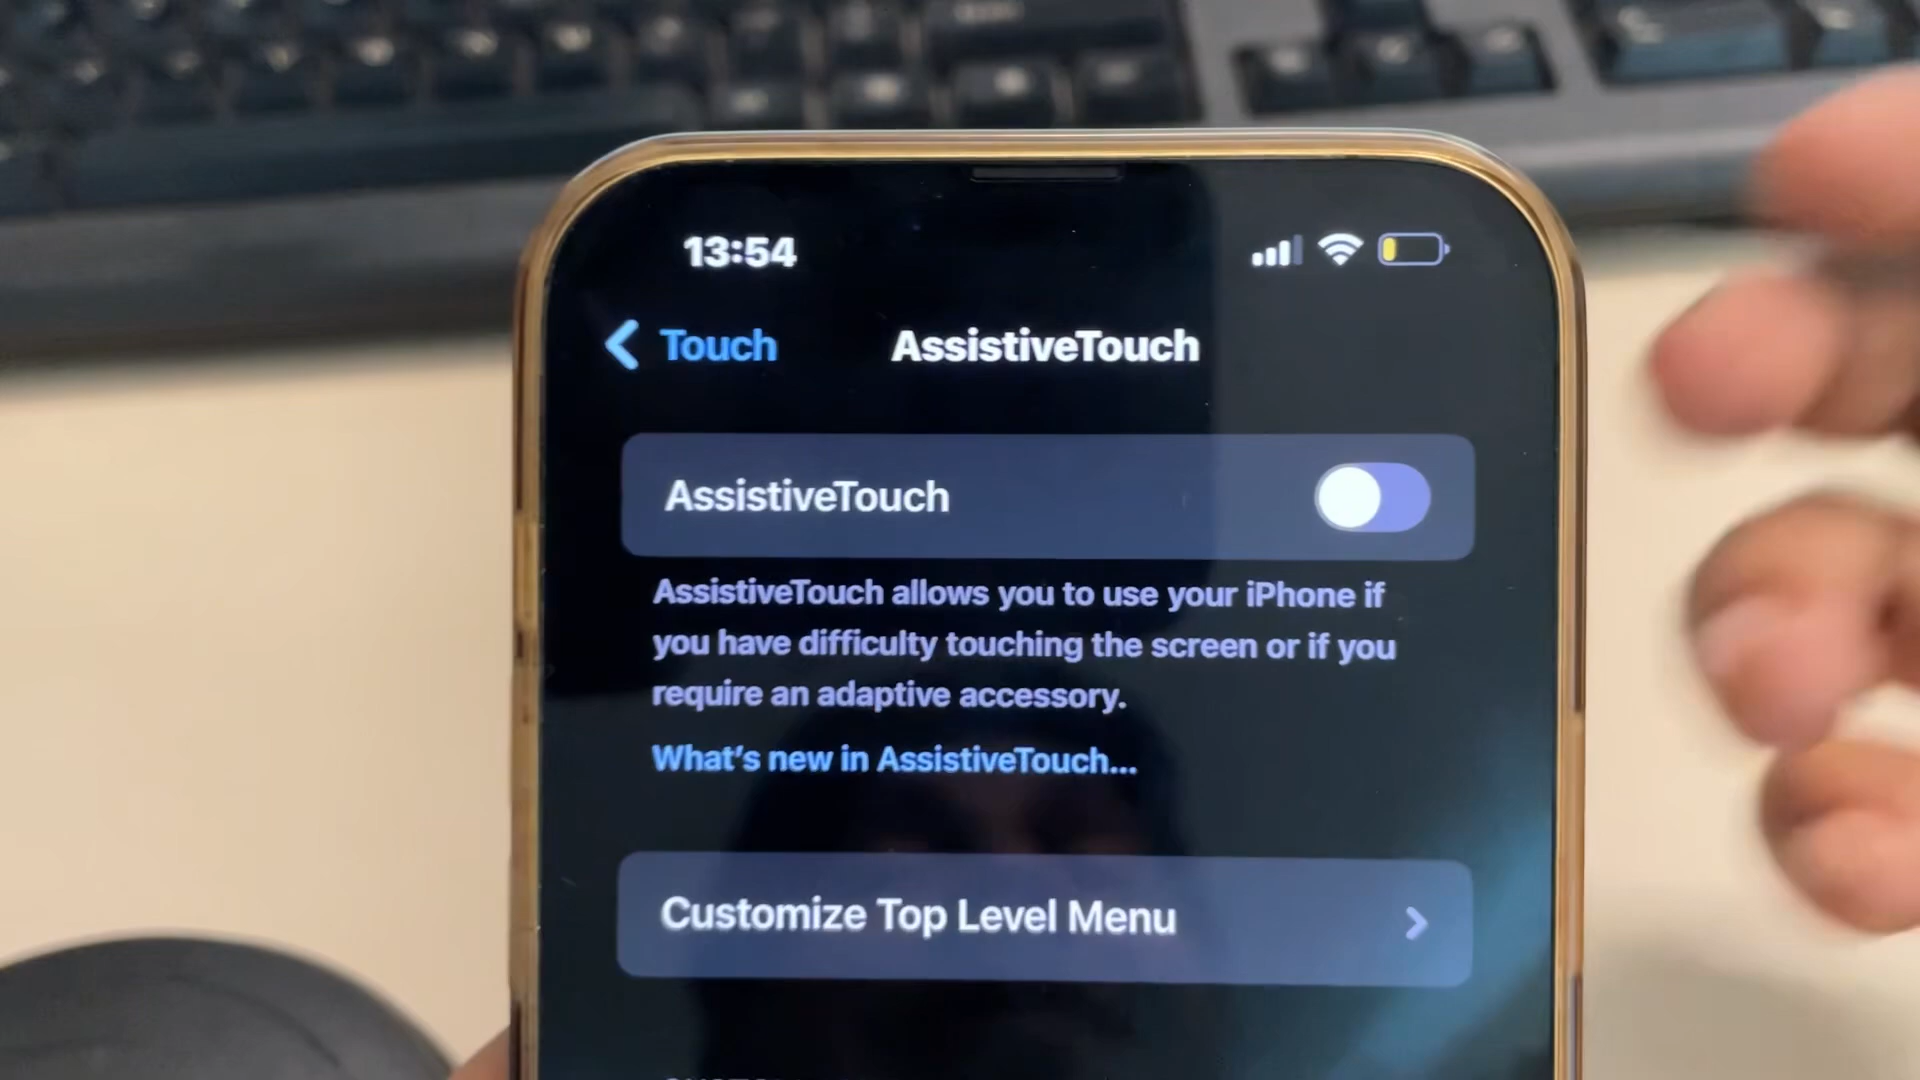 13:54
Touch
AssistiveTouch
AssistiveTouch
AssistiveTouch allows you to use your iPhone if
you have difficulty touching the screen or if you
require an adaptive accessory.
What's new in AssistiveTouch...
Customize Top Level Menu